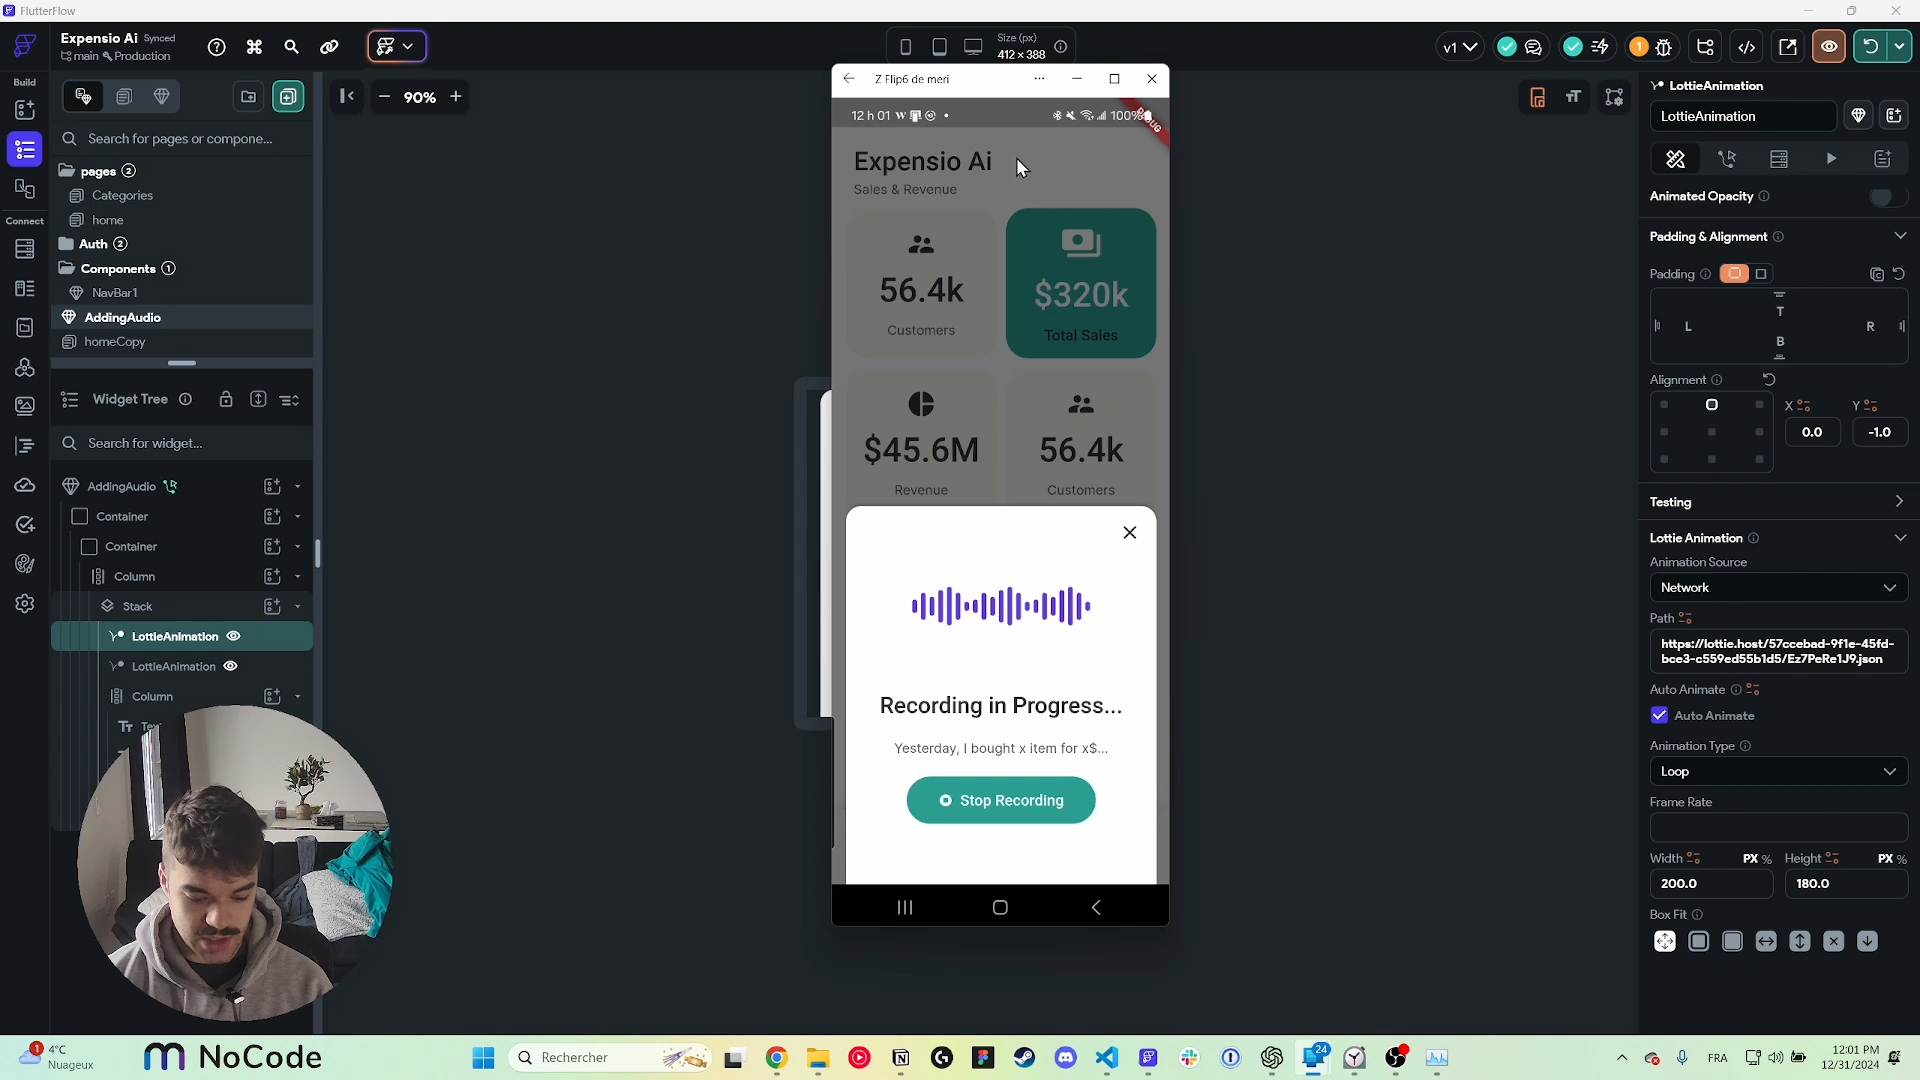 FlutterFlow
Expensio Ai Synced
main Production
Size (px)
412×388
v1
1
Build
90%
Search for pages or compone...
pages 2
Categories
home
Auth 2
Connect
Components 1
NavBar1
AddingAudio
homeCopy
Widget Tree
Search for widget...
AddingAudio
Container
Container
Column
Stack
LottieAnimation
LottieAnimation
Column
Z Flip6 de meri
12 h 01 100%
DEBUG
Expensio Ai
Sales & Revenue
56.4k
Customers
$320k
Total Sales
$45.6M
Revenue
56.4k
Customers
Recording in Progress...
Yesterday, I bought x item for x$...
Stop Recording
LottieAnimation
LottieAnimation
Animated Opacity
Padding & Alignment
Padding
T
L R
B
Alignment
X Y
0.0 -1.0
Testing
Lottie Animation
Animation Source
Network
Path
https://lottie.host/57ccebad-9f1e-45fd-
bce3-c559ed55b1d5/Ez7PeRe1J9.json
Auto Animate
Auto Animate
Animation Type
Loop
Frame Rate
Width PX % Height PX %
200.0 180.0
Box Fit
1
4°C
Nuageux
NoCode
Rechercher
24
FRA
12:01 PM
12/31/2024